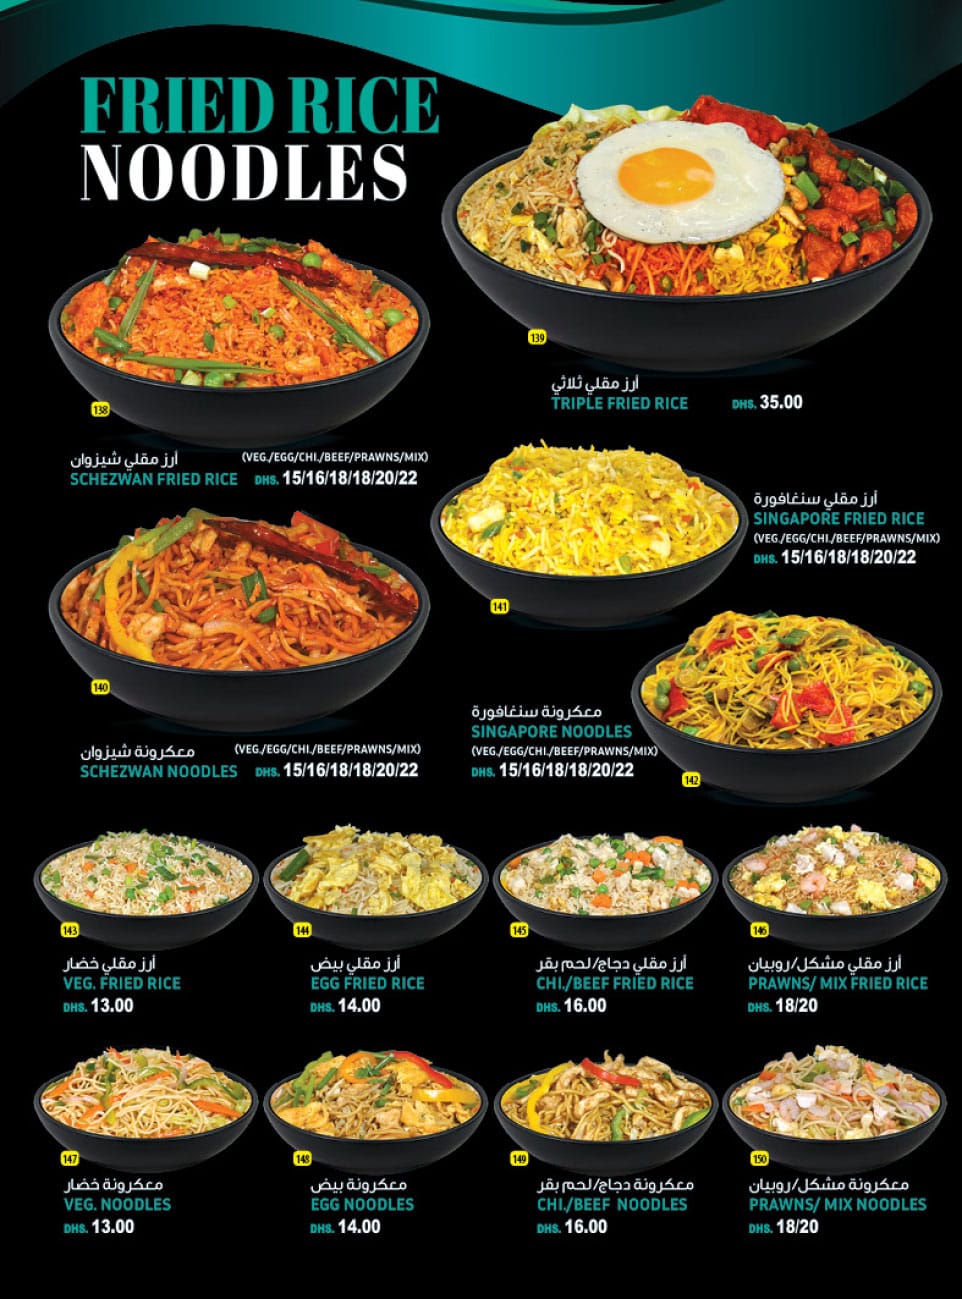 FRIED RICE
NOODLES
139
أرز مقلي ثلاثي
TRIPLE FRIED RICE DHS. 35.00
138
أرز مقلي شيزوان (VEG./EGG/CHI./BEEF/PRAWNS/MIX)
SCHEZWAN FRIED RICE DHS. 15/16/18/18/20/22
141
أرز مقلي سنغافورة
SINGAPORE FRIED RICE
(VEG./EGG/CHI./BEEF/PRAWNS/MIX)
DHS. 15/16/18/18/20/22
140
معكرونة شيزوان (VEG./EGG/CHI./BEEF/PRAWNS/MIX)
SCHEZWAN NOODLES DHS. 15/16/18/18/20/22
142
معكرونة سنغافورة
SINGAPORE NOODLES
(VEG./EGG/CHI./BEEF/PRAWNS/MIX)
DHS. 15/16/18/18/20/22
143
أرز مقلي خضار
VEG. FRIED RICE
DHS. 13.00
144
أرز مقلي بيض
EGG FRIED RICE
DHS. 14.00
145
أرز مقلي دجاج/لحم بقر
CHI./BEEF FRIED RICE
DHS. 16.00
146
أرز مقلي مشكل/روبيان
PRAWNS/ MIX FRIED RICE
DHS. 18/20
147
معكرونة خضار
VEG. NOODLES
DHS. 13.00
148
معكرونة بيض
EGG NOODLES
DHS. 14.00
149
معكرونة دجاج/لحم بقر
CHI./BEEF NOODLES
DHS. 16.00
150
معكرونة مشكل/روبيان
PRAWNS/ MIX NOODLES
DHS. 18/20